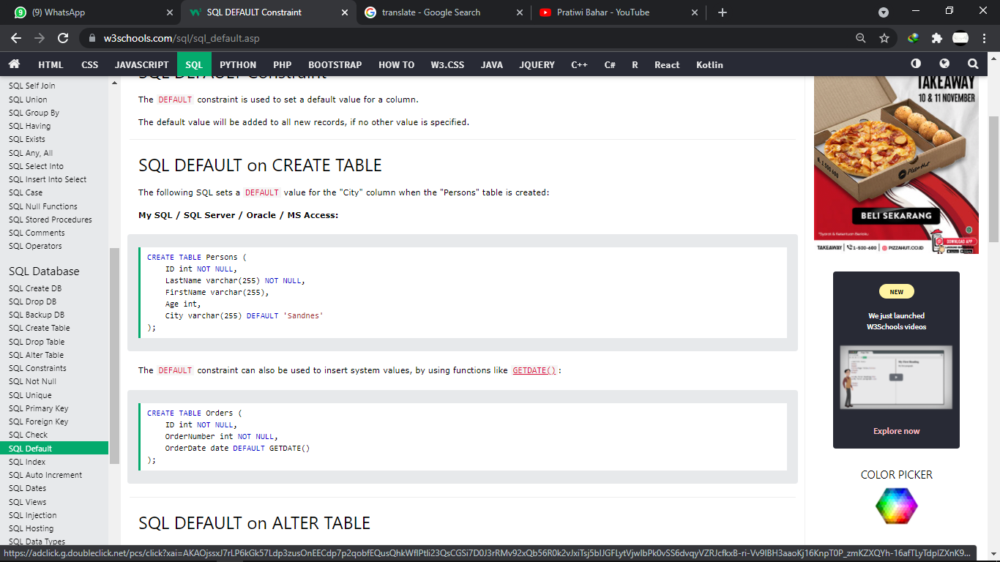 (9) WhatsApp
SQL DEFAULT Constraint
translate - Google Search
Pratiwi Bahar - YouTube
w3schools.com/sql/sql_default.asp
HTML CSS JAVASCRIPT SQL PYTHON PHP BOOTSTRAP HOW TO W3.CSS JAVA JQUERY C++ C# R React Kotlin
SQL Self Join
SQL Union
SQL Group By
SQL Having
SQL Exists
SQL Any, All
SQL Select Into
SQL Insert Into Select
SQL Case
SQL Null Functions
SQL Stored Procedures
SQL Comments
SQL Operators
SQL Database
SQL Create DB
SQL Drop DB
SQL Backup DB
SQL Create Table
SQL Drop Table
SQL Alter Table
SQL Constraints
SQL Not Null
SQL Unique
SQL Primary Key
SQL Foreign Key
SQL Check
SQL Default
SQL Index
SQL Auto Increment
SQL Dates
SQL Views
SQL Injection
SQL Hosting
SQL Data Types
SQL DEFAULT Constraint
The DEFAULT constraint is used to set a default value for a column.
The default value will be added to all new records, if no other value is specified.
SQL DEFAULT on CREATE TABLE
The following SQL sets a DEFAULT value for the "City" column when the "Persons" table is created:
My SQL / SQL Server / Oracle / MS Access:
CREATE TABLE Persons (
ID int NOT NULL,
LastName varchar(255) NOT NULL,
FirstName varchar(255),
Age int,
City varchar(255) DEFAULT 'Sandnes'
);
The DEFAULT constraint can also be used to insert system values, by using functions like GETDATE() :
CREATE TABLE Orders (
ID int NOT NULL,
OrderNumber int NOT NULL,
OrderDate date DEFAULT GETDATE()
);
SQL DEFAULT on ALTER TABLE
TAKEAWAY
10 & 11 NOVEMBER
1 500 600
Pizza Hut
BELI SEKARANG
*Syarat & Ketentuan Berlaku
DOWNLOAD APP
TAKEAWAY 1-500-600 PIZZAHUT.CO.ID
NEW
We just launched
W3Schools videos
Explore now
COLOR PICKER